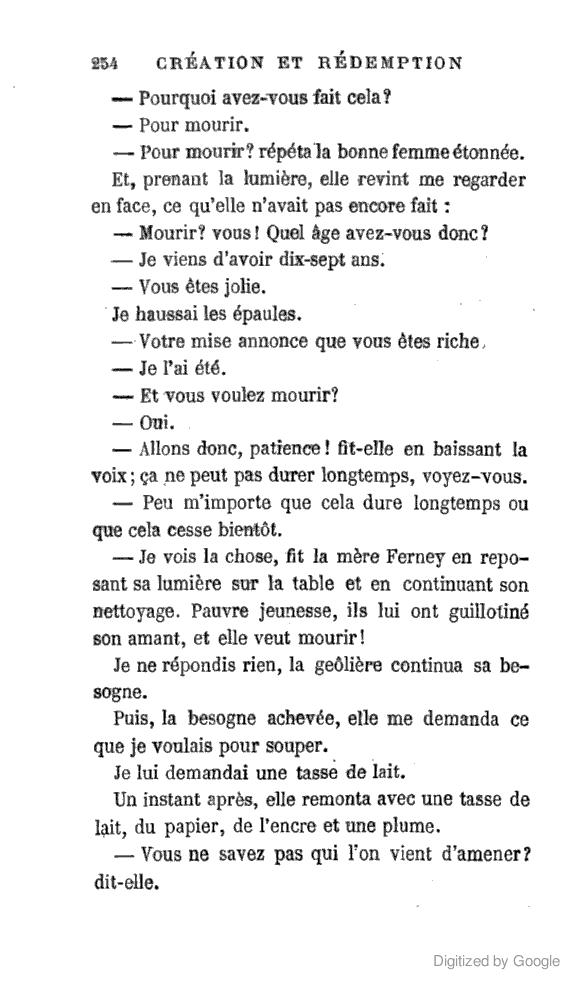 254 CRÉATION ET RÉDEMPTION
— Pourquoi avez-vous fait cela?
— Pour mourir.
— Pour mourir? répéta la bonne femme étonnée.
Et, prenant la lumière, elle revint me regarder
en face, ce qu'elle n'avait pas encore fait :
— Mourir? vous! Quel âge avez-vous donc?
— Je viens d'avoir dix-sept ans.
— Vous êtes jolie.
Je haussai les épaules.
— Votre mise annonce que vous êtes riche.
— Je l'ai été.
— Et vous voulez mourir?
— Oui.
— Allons donc, patience! fit-elle en baissant la
voix; ça ne peut pas durer longtemps, voyez-vous.
— Peu m'importe que cela dure longtemps ou
que cela cesse bientôt.
— Je vois la chose, fit la mère Ferney en repo-
sant sa lumière sur la table et en continuant son
nettoyage. Pauvre jeunesse, ils lui ont guillotiné
son amant, et elle veut mourir!
Je ne répondis rien, la geôlière continua sa be-
sogne.
Puis, la besogne achevée, elle me demanda ce
que je voulais pour souper.
Je lui demandai une tasse de lait.
Un instant après, elle remonta avec une tasse de
lait, du papier, de l'encre et une plume.
— Vous ne savez pas qui l'on vient d'amener?
dit-elle.
Digitized by Google